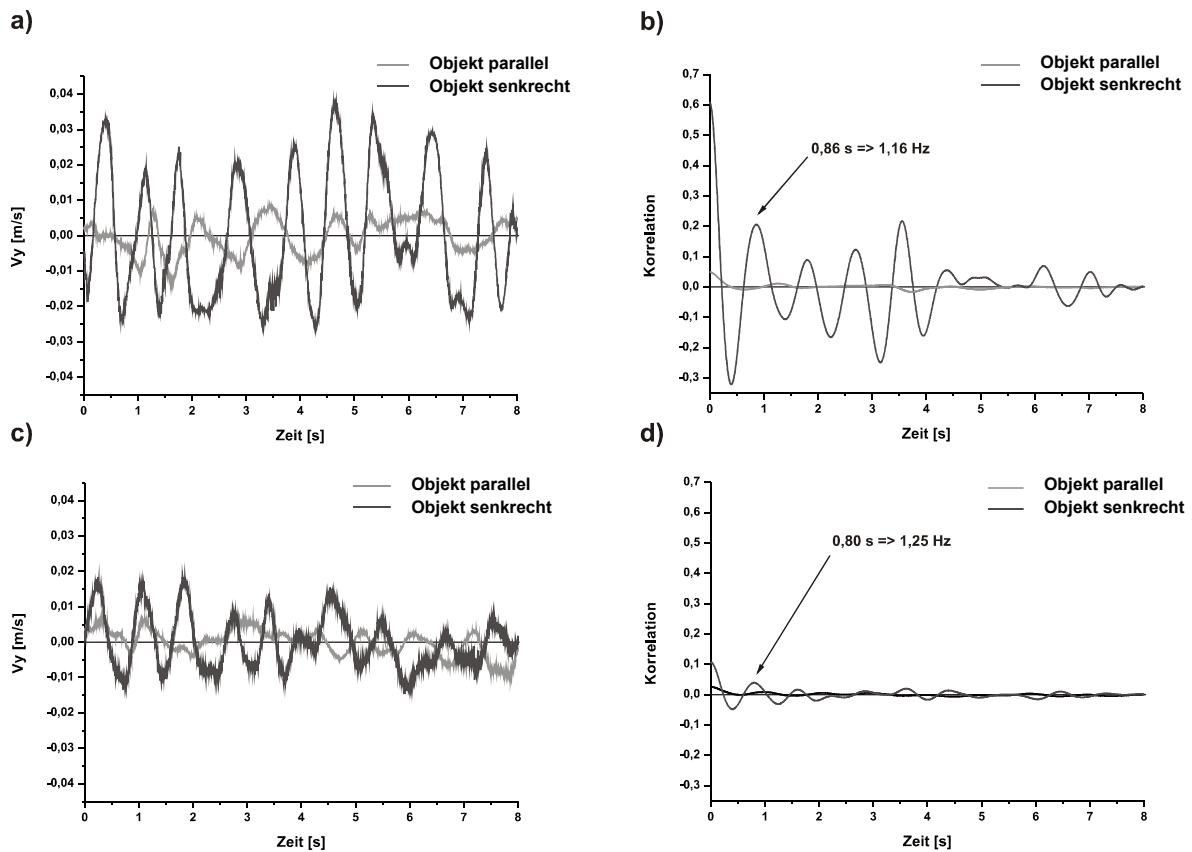 a)
Objekt parallel
Objekt senkrecht
0,04
0,03
0,02
0,01
0,00
-0,01
-0,02
-0,03
-0,04
Vy [m/s]
0 1 2 3 4 5 6 7 8
Zeit [s]
b)
Objekt parallel
Objekt senkrecht
0,7
0,6
0,5
0,4
0,3
0,2
0,1
0,0
-0,1
-0,2
-0,3
Korrelation
0,86 s => 1,16 Hz
0 1 2 3 4 5 6 7 8
Zeit [s]
c)
Objekt parallel
Objekt senkrecht
0,04
0,03
0,02
0,01
0,00
-0,01
-0,02
-0,03
-0,04
Vy [m/s]
0 1 2 3 4 5 6 7 8
Zeit [s]
d)
Objekt parallel
Objekt senkrecht
0,7
0,6
0,5
0,4
0,3
0,2
0,1
0,0
-0,1
-0,2
-0,3
Korrelation
0,80 s => 1,25 Hz
0 1 2 3 4 5 6 7 8
Zeit [s]